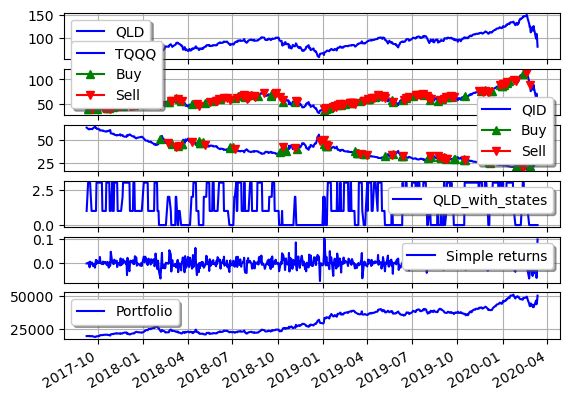 150
100
QLD
TQQQ
Buy
Sell
100
50
QID
Buy
Sell
50
25
2.5
0.0
QLD_with_states
0.1
0.0
Simple returns
50000
25000
Portfolio
2017-10
2018-01
2018-04
2018-07
2018-10
2019-01
2019-04
2019-07
2019-10
2020-01
2020-04